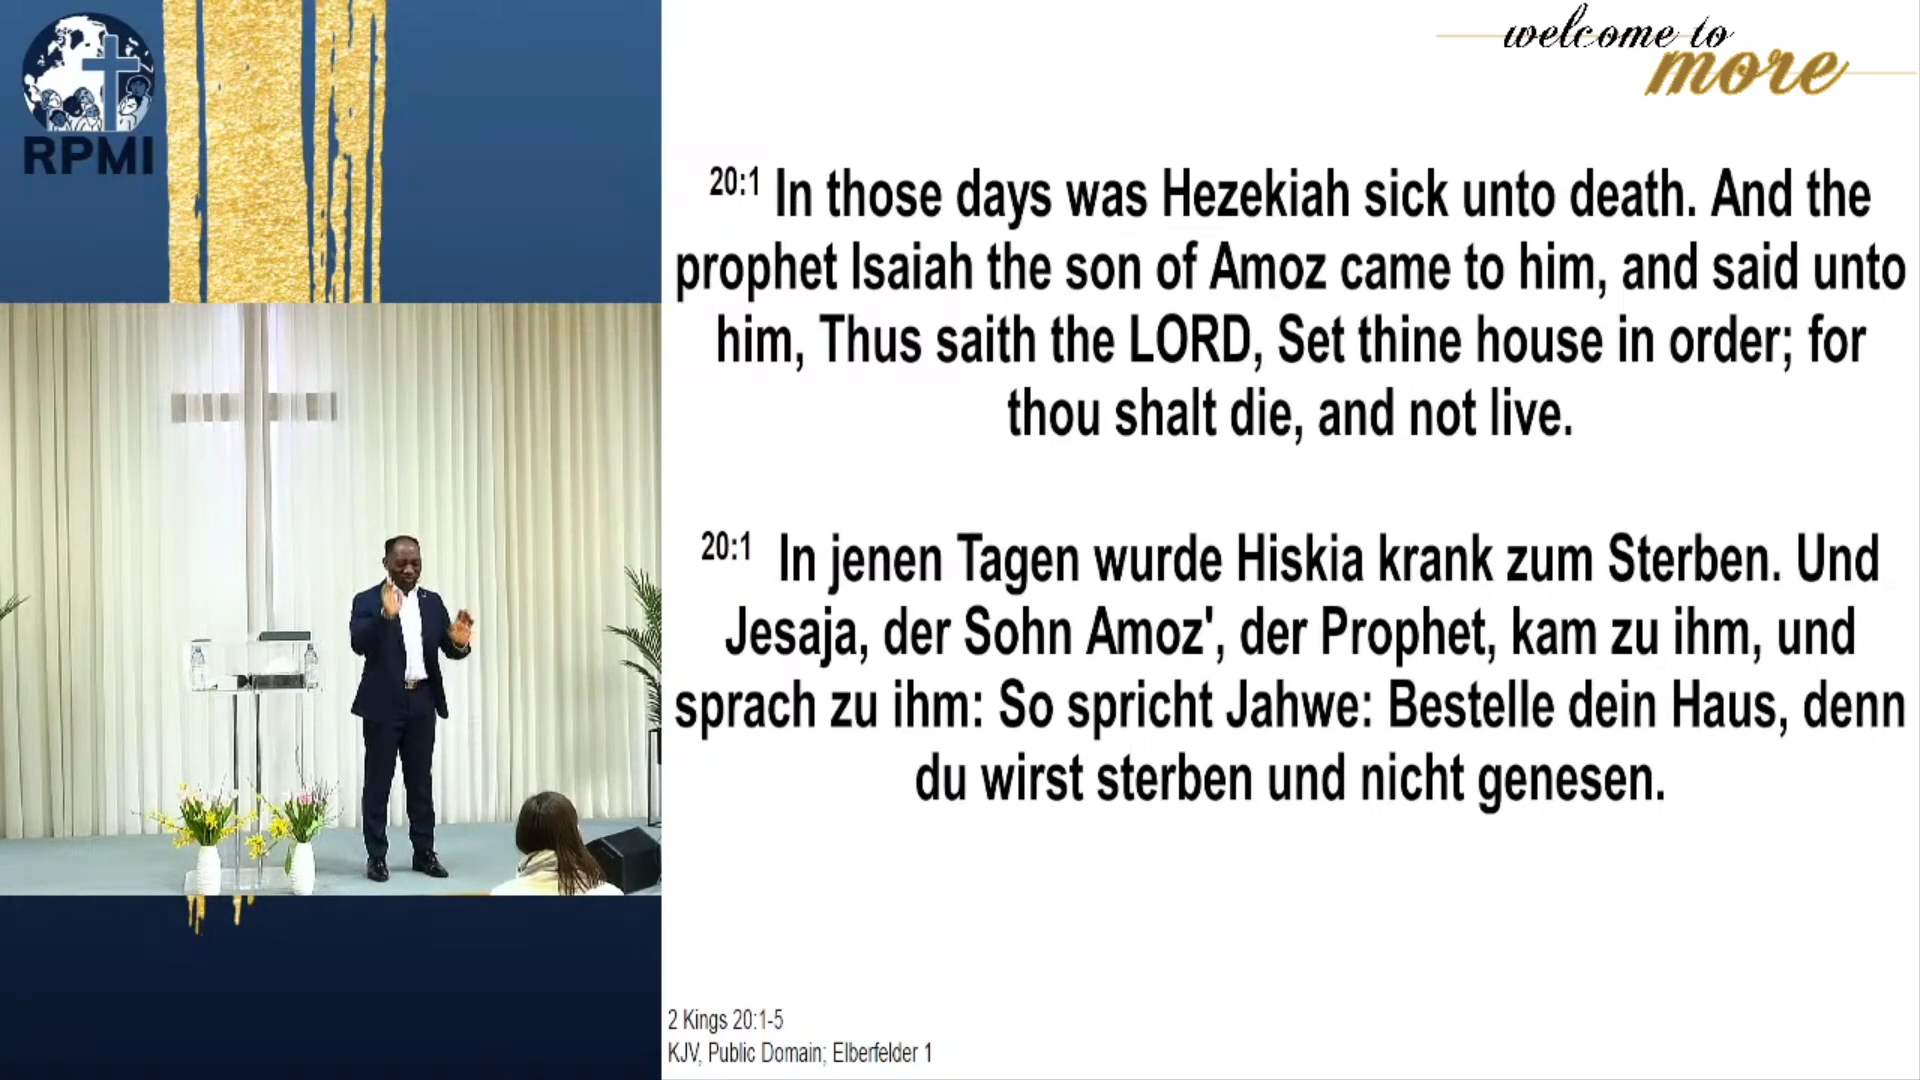 RPMI
welcome to
more
20:1 In those days was Hezekiah sick unto death. And the
prophet Isaiah the son of Amoz came to him, and said unto
him, Thus saith the LORD, Set thine house in order; for
thou shalt die, and not live.
20:1 In jenen Tagen wurde Hiskia krank zum Sterben. Und
Jesaja, der Sohn Amoz', der Prophet, kam zu ihm, und
sprach zu ihm: So spricht Jahwe: Bestelle dein Haus, denn
du wirst sterben und nicht genesen.
2 Kings 20:1-5
KJV, Public Domain; Elberfelder 1